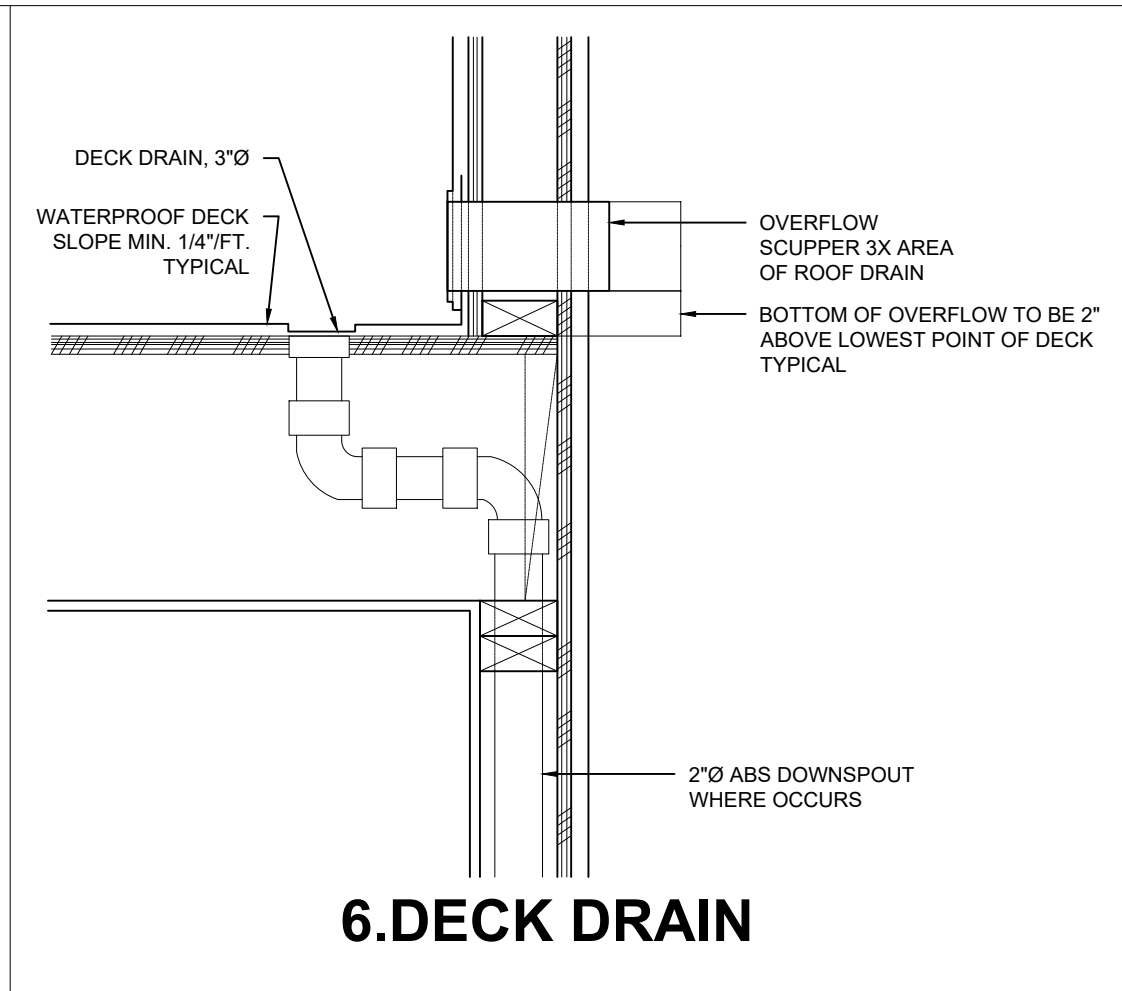 DECK DRAIN, 3"Ø
WATERPROOF DECK
SLOPE MIN. 1/4"/FT.
TYPICAL
OVERFLOW
SCUPPER 3X AREA
OF ROOF DRAIN
BOTTOM OF OVERFLOW TO BE 2"
ABOVE LOWEST POINT OF DECK
TYPICAL
2"Ø ABS DOWNSPOUT
WHERE OCCURS
6.DECK DRAIN